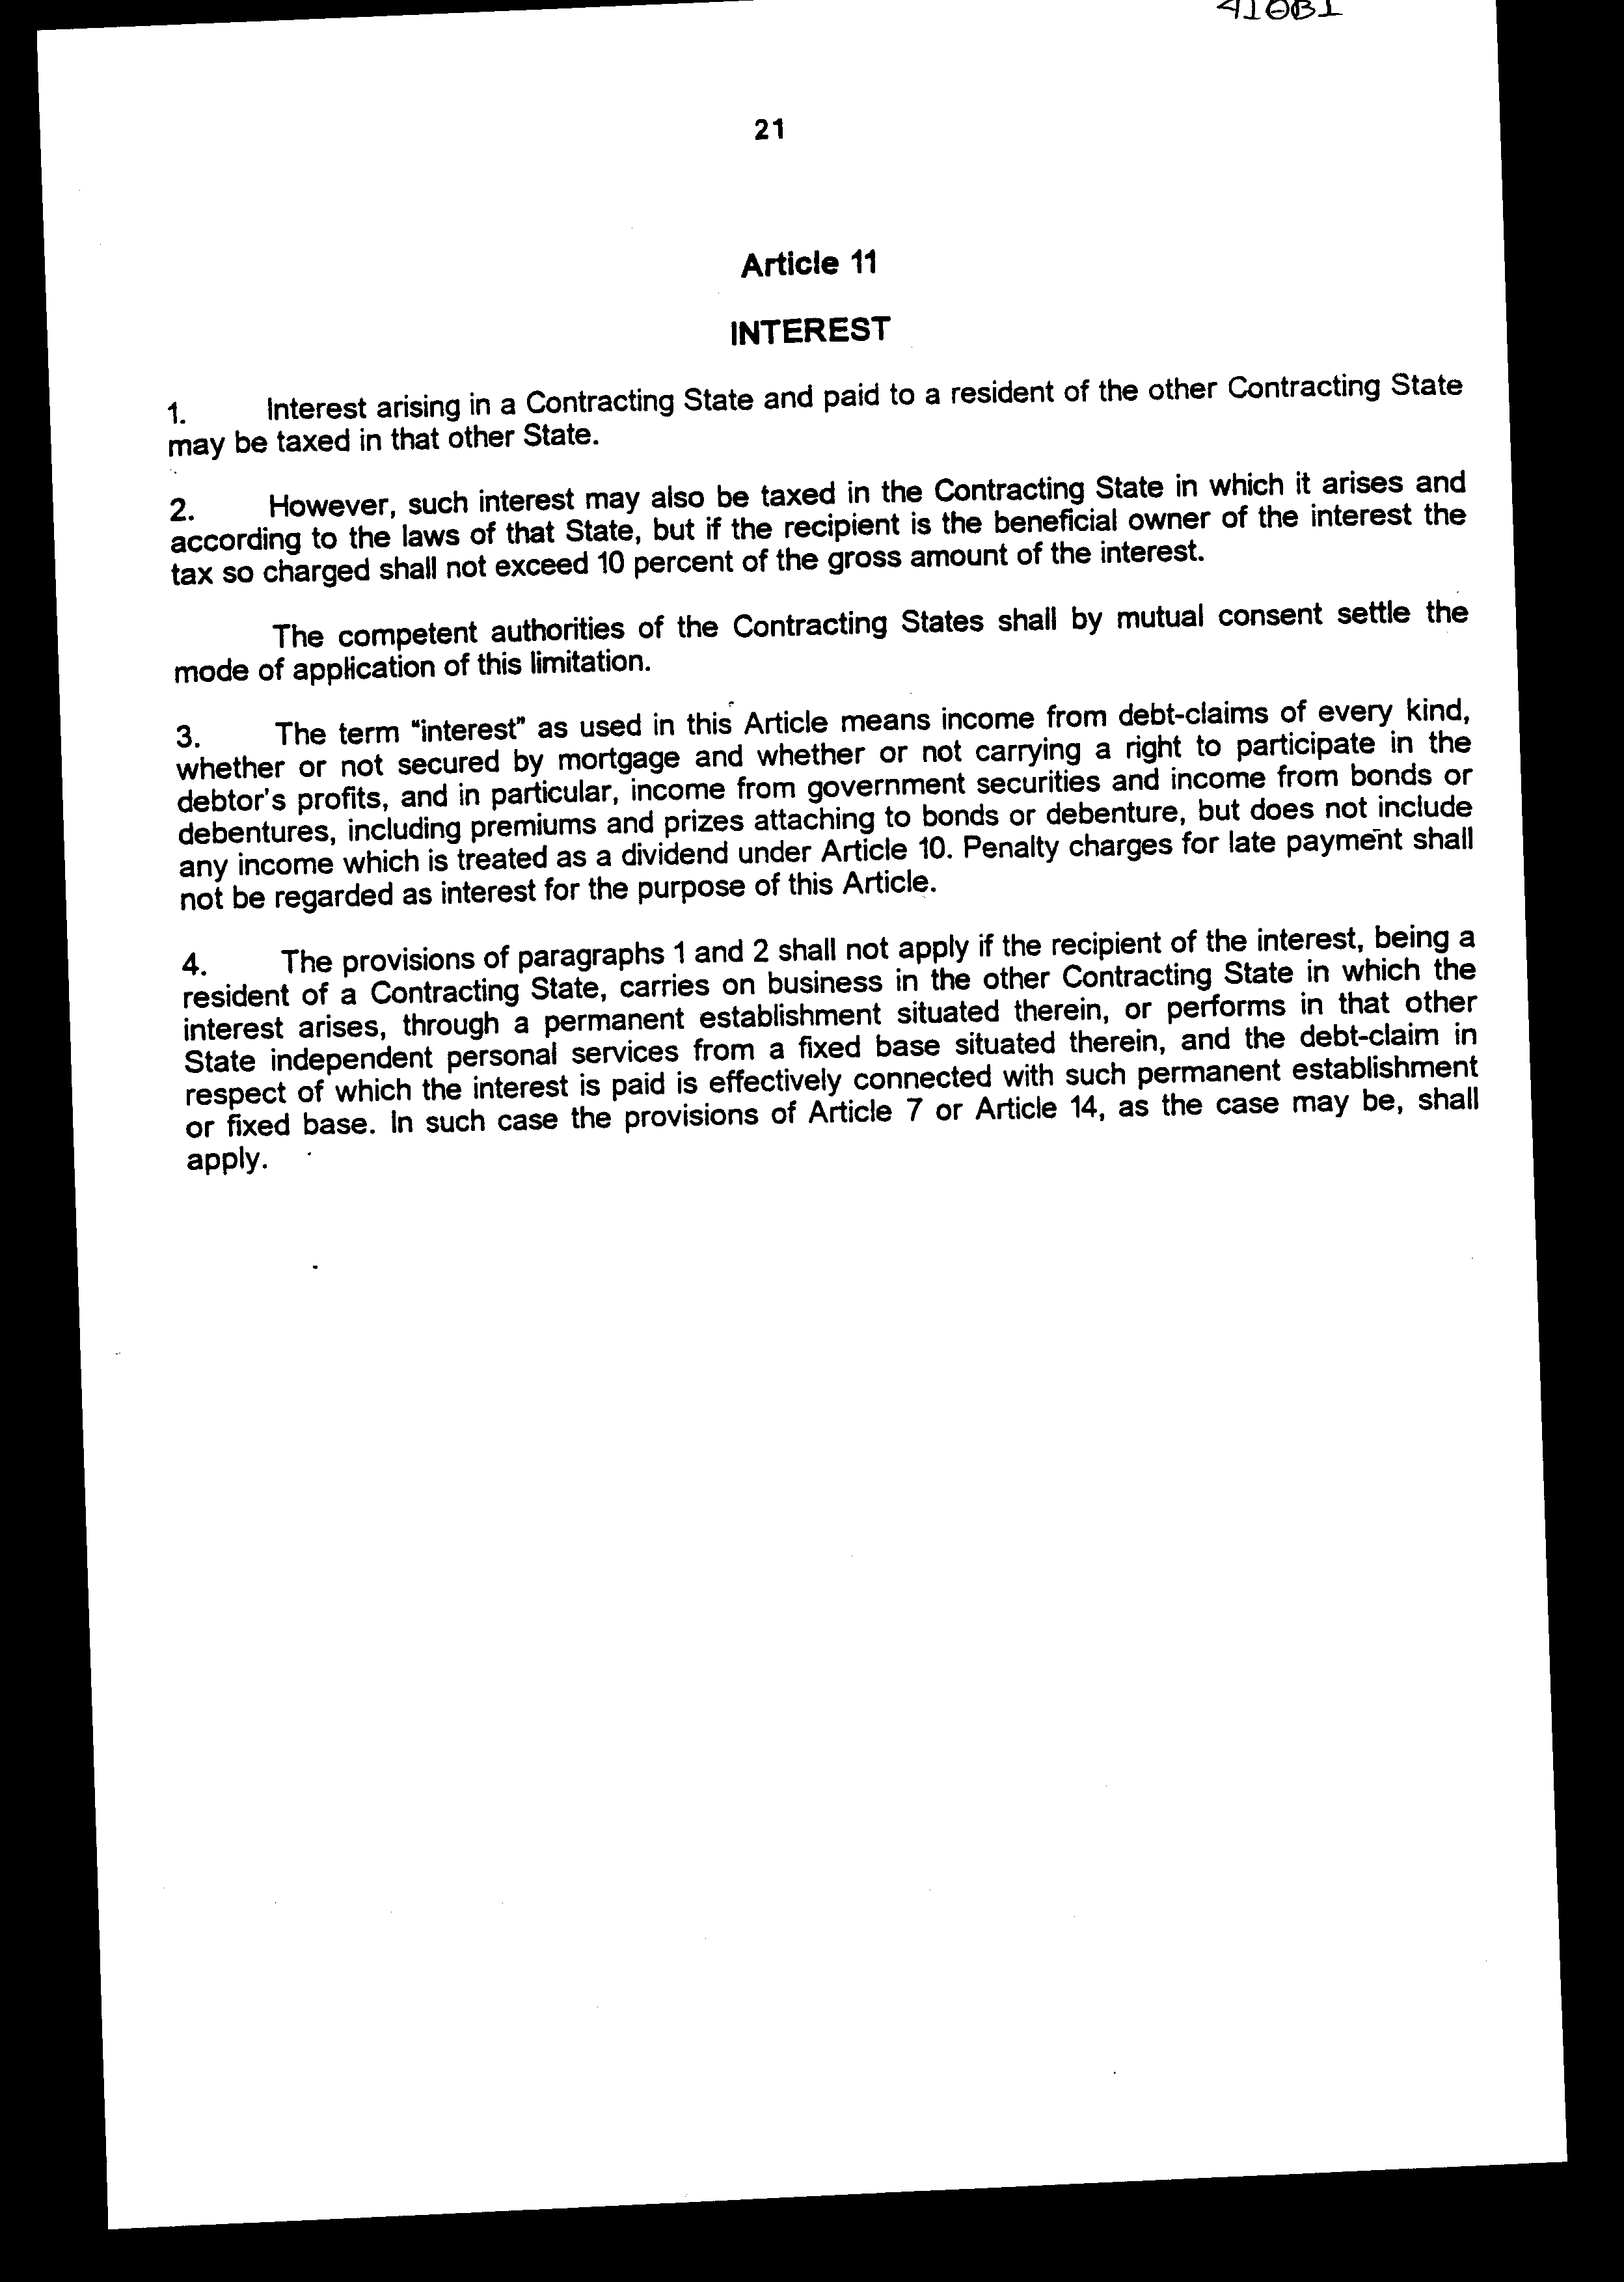 41OB1
21
Article 11
INTEREST
1. Interest arising in a Contracting State and paid to a resident of the other Contracting State
may be taxed in that other State.
2. However, such interest may also be taxed in the Contracting State in which it arises and
according to the laws of that State, but if the recipient is the beneficial owner of the interest the
tax so charged shall not exceed 10 percent of the gross amount of the interest.
The competent authorities of the Contracting States shall by mutual consent settle the
mode of application of this limitation.
3. The term "interest" as used in this Article means income from debt-claims of every kind,
whether or not secured by mortgage and whether or not carrying a right to participate in the
debtor's profits, and in particular, income from government securities and income from bonds or
debentures, including premiums and prizes attaching to bonds or debenture, but does not include
any income which is treated as a dividend under Article 10. Penalty charges for late payment shall
not be regarded as interest for the purpose of this Article.
4. The provisions of paragraphs 1 and 2 shall not apply if the recipient of the interest, being a
resident of a Contracting State, carries on business in the other Contracting State in which the
interest arises, through a permanent establishment situated therein, or performs in that other
State independent personal services from a fixed base situated therein, and the debt-claim in
respect of which the interest is paid is effectively connected with such permanent establishment
or fixed base. In such case the provisions of Article 7 or Article 14, as the case may be, shall
apply.